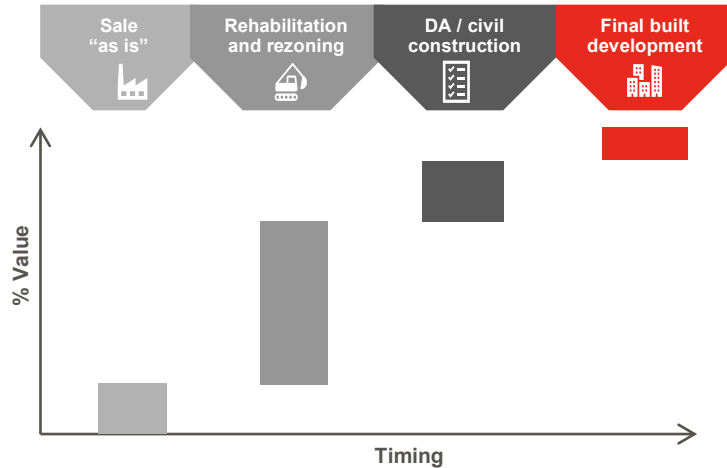 Sale
“as is”
Rehabilitation
and rezoning
DA / civil
construction
Final built
development
% Value
Timing